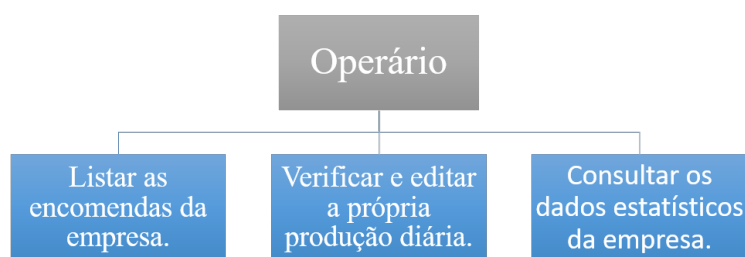 Operário
Listar as
encomendas da
empresa.
Verificar e editar
a própria
produção diária.
Consultar os
dados estatísticos
da empresa.